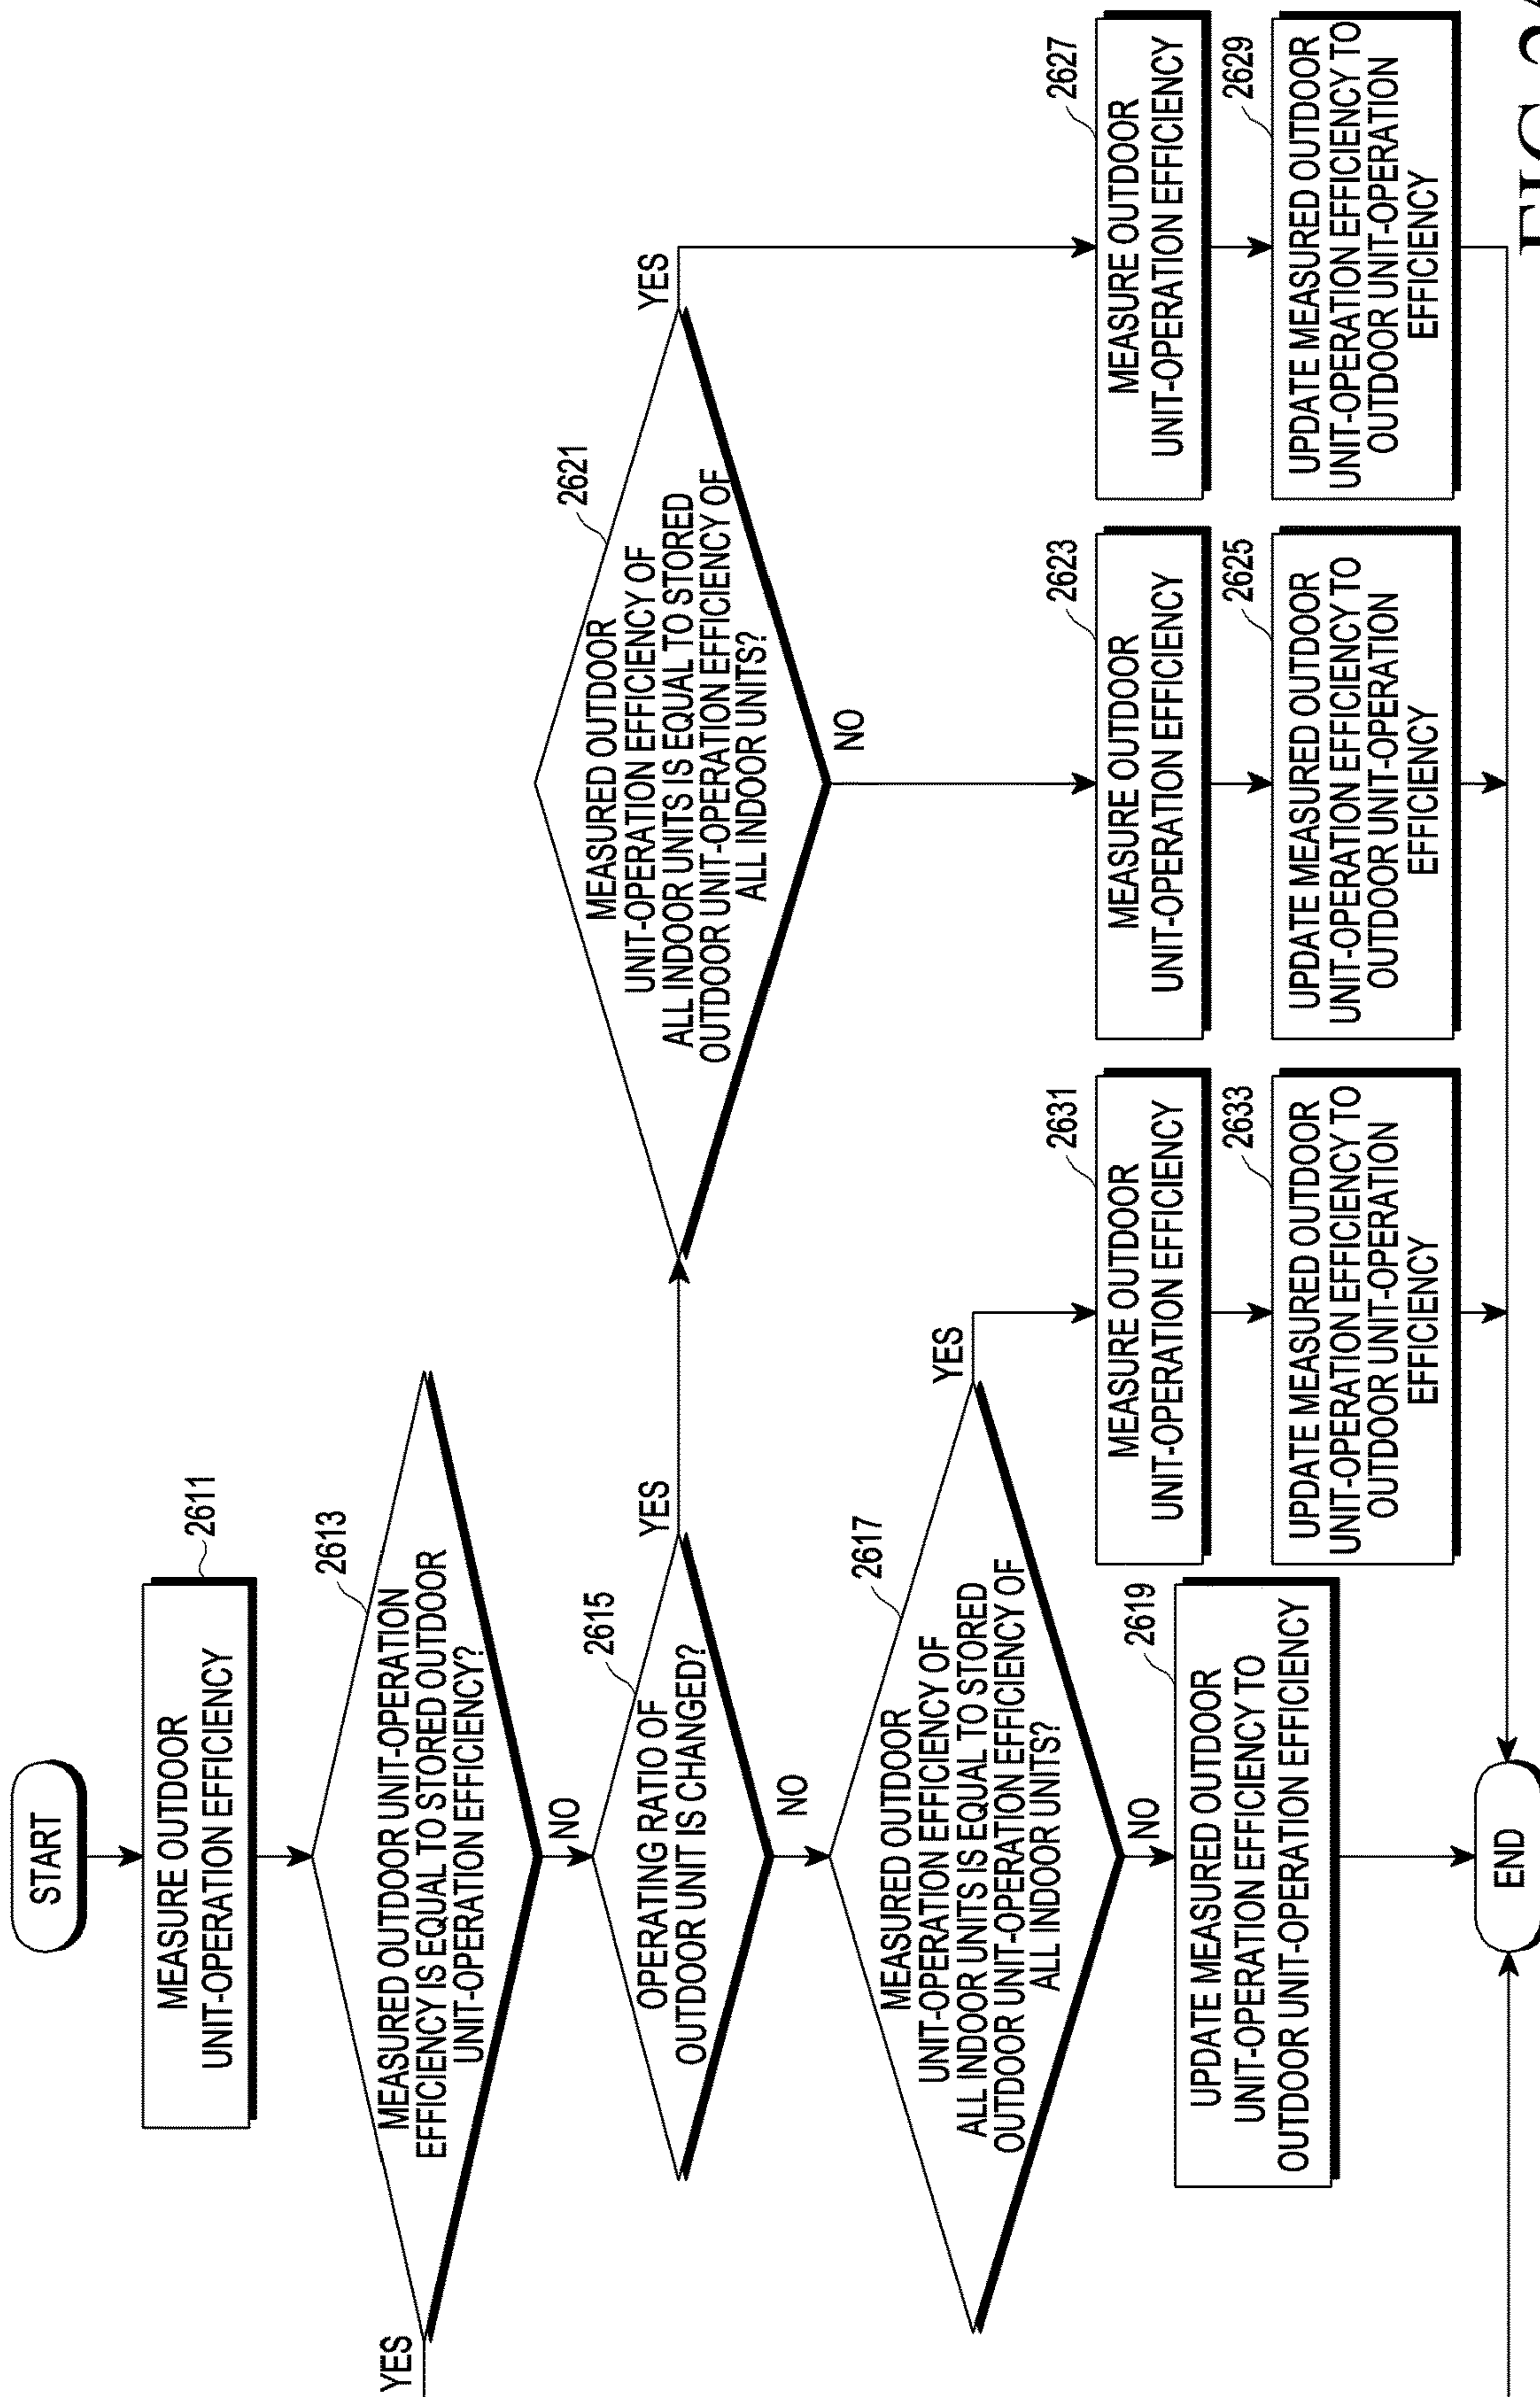 START
MEASURE OUTDOOR
UNIT-OPERATION EFFICIENCY
2611
MEASURED OUTDOOR UNIT-OPERATION
EFFICIENCY IS EQUAL TO STORED OUTDOOR
UNIT-OPERATION EFFICIENCY?
2613
YES
NO
OPERATING RATIO OF
OUTDOOR UNIT IS CHANGED?
2615
YES
NO
MEASURED OUTDOOR
UNIT-OPERATION EFFICIENCY OF
ALL INDOOR UNITS IS EQUAL TO STORED
OUTDOOR UNIT-OPERATION EFFICIENCY OF
ALL INDOOR UNITS?
2621
YES
NO
MEASURED OUTDOOR
UNIT-OPERATION EFFICIENCY OF
ALL INDOOR UNITS IS EQUAL TO STORED
OUTDOOR UNIT-OPERATION EFFICIENCY OF
ALL INDOOR UNITS?
2617
YES
NO
UPDATE MEASURED OUTDOOR
UNIT-OPERATION EFFICIENCY TO
OUTDOOR UNIT-OPERATION EFFICIENCY
2619
MEASURE OUTDOOR
UNIT-OPERATION EFFICIENCY
2631
UPDATE MEASURED OUTDOOR
UNIT-OPERATION EFFICIENCY TO
OUTDOOR UNIT-OPERATION
EFFICIENCY
2633
MEASURE OUTDOOR
UNIT-OPERATION EFFICIENCY
2623
UPDATE MEASURED OUTDOOR
UNIT-OPERATION EFFICIENCY TO
OUTDOOR UNIT-OPERATION
EFFICIENCY
2625
MEASURE OUTDOOR
UNIT-OPERATION EFFICIENCY
2627
UPDATE MEASURED OUTDOOR
UNIT-OPERATION EFFICIENCY TO
OUTDOOR UNIT-OPERATION
EFFICIENCY
2629
END